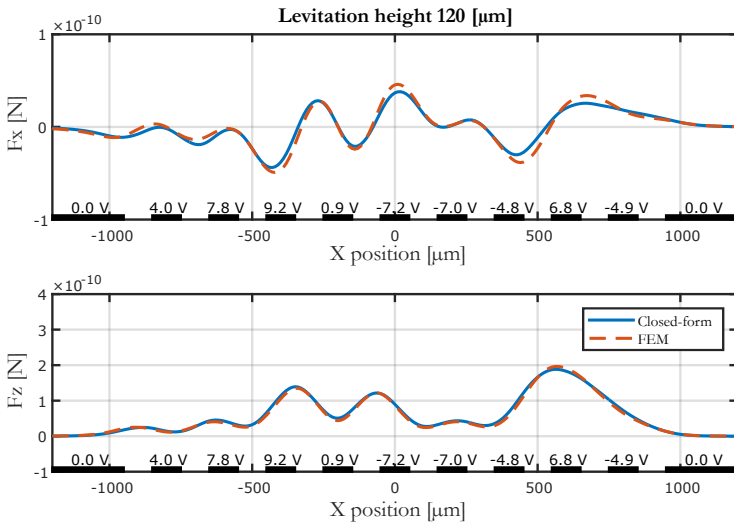 Levitation height 120 [μm]
×10⁻¹⁰
1
0
-1
Fx [N]
0.0 V 4.0 V 7.8 V 9.2 V 0.9 V -7.2 V -7.0 V -4.8 V 6.8 V -4.9 V 0.0 V
-1000 -500 0 500 1000
X position [μm]
×10⁻¹⁰
4
3
2
1
0
-1
Fz [N]
Closed-form
FEM
0.0 V 4.0 V 7.8 V 9.2 V 0.9 V -7.2 V -7.0 V -4.8 V 6.8 V -4.9 V 0.0 V
-1000 -500 0 500 1000
X position [μm]